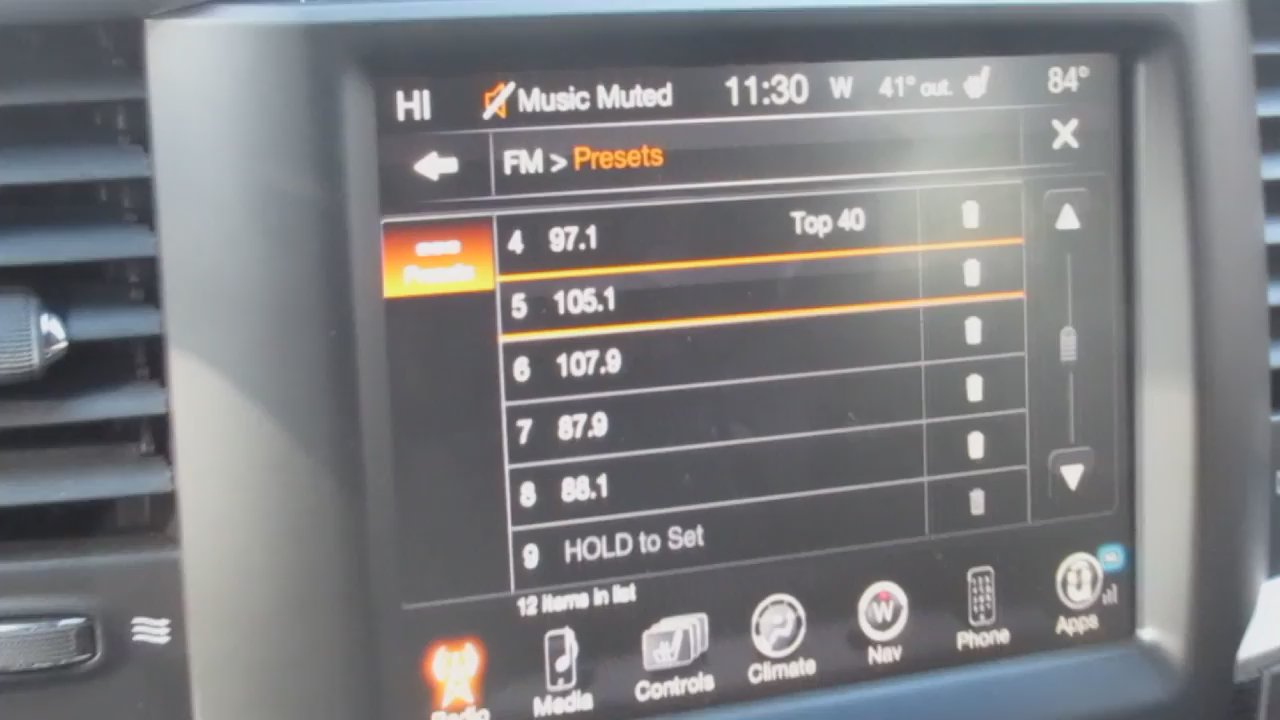 HI Music Muted 11:30 W 41° out. 84°
FM > Presets
Presets
4 97.1 Top 40
5 105.1
6 107.9
7 87.9
8 88.1
9 HOLD to Set
12 items in list
Radio Media Controls Climate W Nav Phone Apps